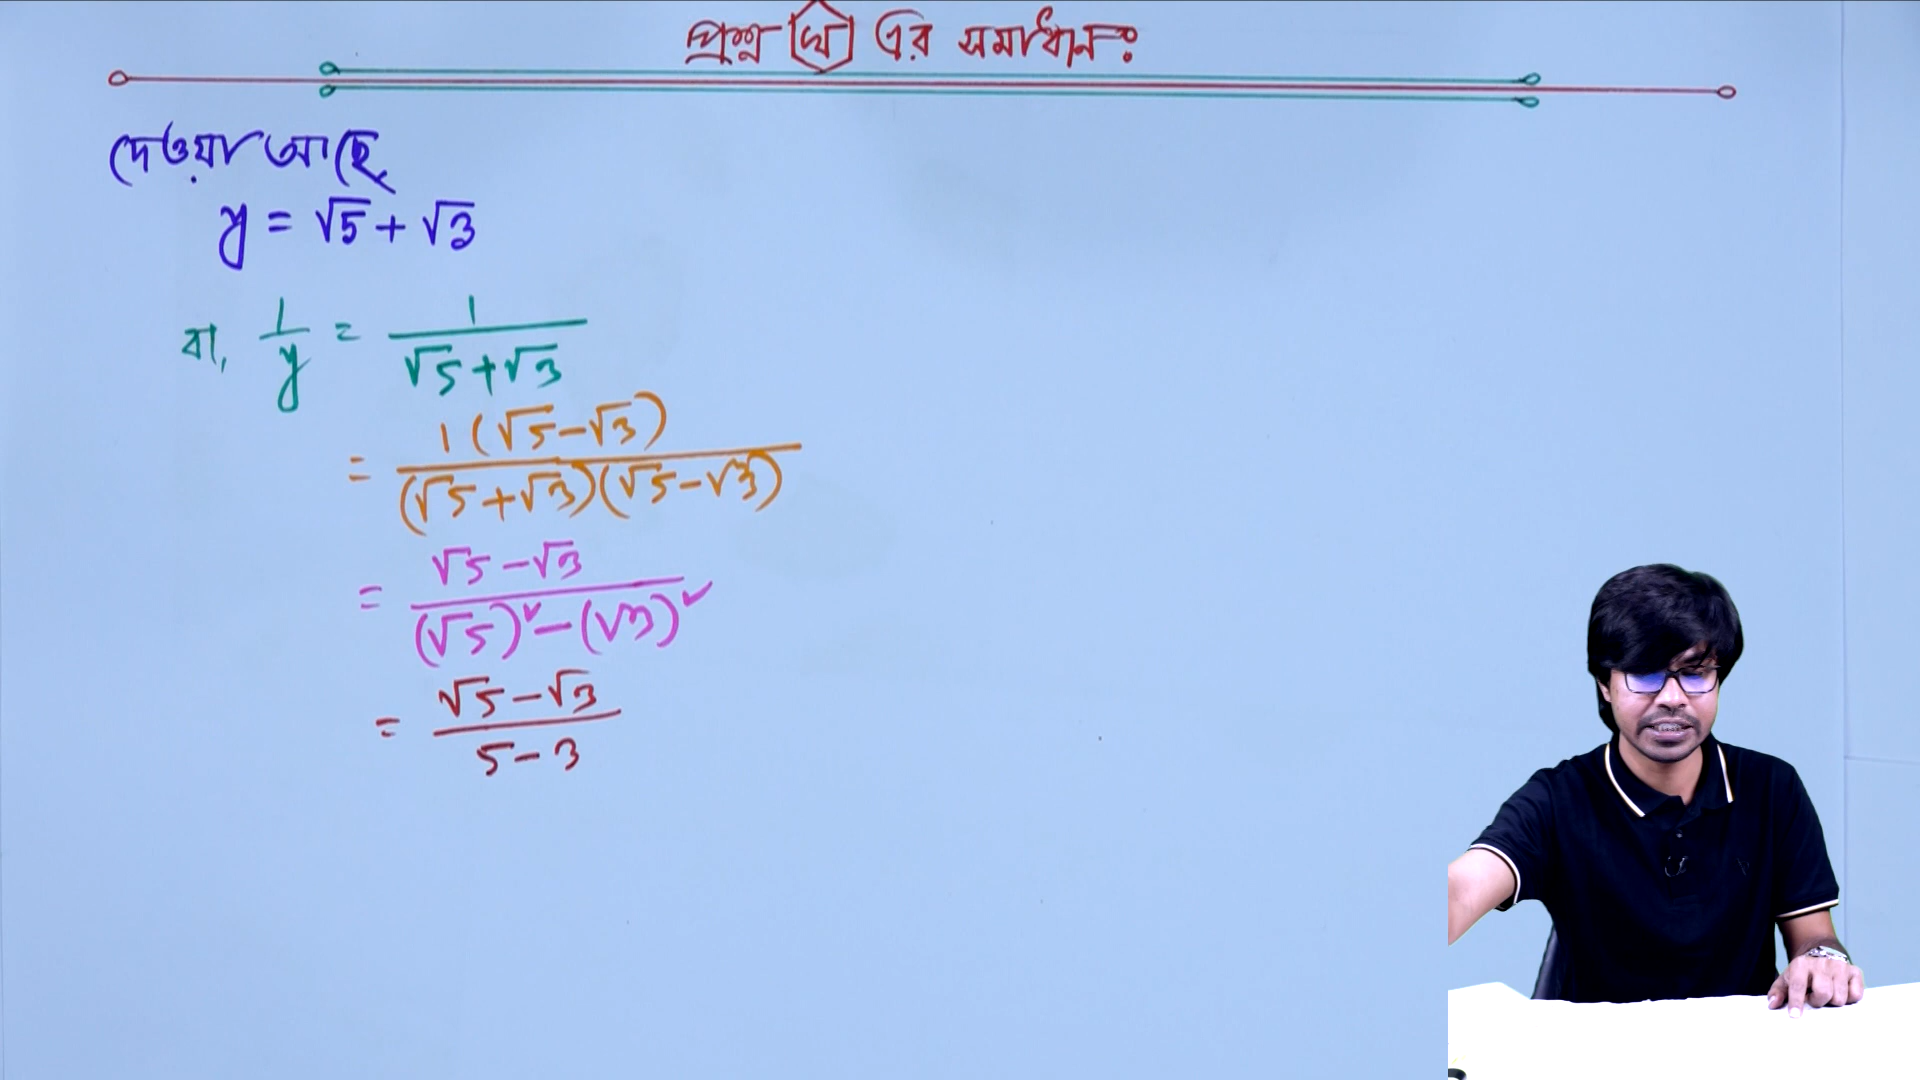 প্রশ্ন ঘ এর সমাধানঃ
দেওয়া আছে
y = √5 + √3
বা, 1/y = 1/(√5+√3)
= 1(√5-√3)/((√5+√3)(√5-√3))
= (√5-√3)/((√5)² - (√3)²)
= (√5-√3)/(5-3)